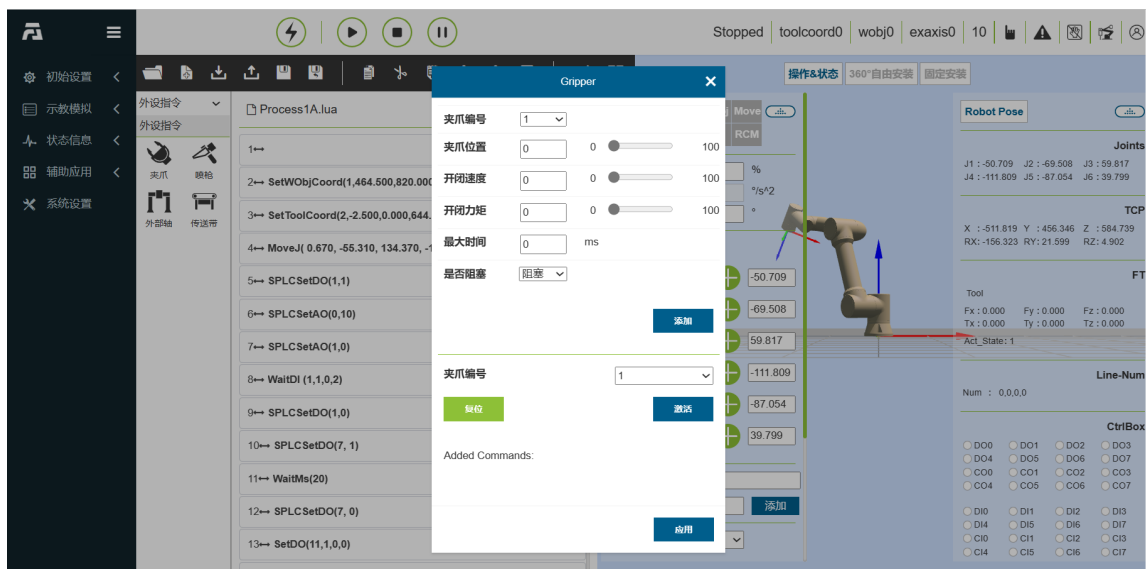 Stopped toolcoord0 wobj0 exaxis0 10
初始设置
示教模拟
状态信息
辅助应用
系统设置
外设指令
外设指令
夹爪 喷枪
外部轴 传送带
Process1A.lua
1
2 SetWObjCoord(1,464.500,820.000
3 SetToolCoord(2,-2.500,0.000,644.
4 MoveJ( 0.670, -55.310, 134.370, -1
5 SPLCSetDO(1,1)
6 SPLCSetAO(0,10)
7 SPLCSetAO(1,0)
8 WaitDI (1,1,0,2)
9 SPLCSetDO(1,0)
10 SPLCSetDO(7, 1)
11 WaitMs(20)
12 SPLCSetDO(7, 0)
13 SetDO(11,1,0,0)
Gripper
夹爪编号 1
夹爪位置 0 0 100
开闭速度 0 0 100
开闭力矩 0 0 100
最大时间 0 ms
是否阻塞 阻塞
添加
夹爪编号 1
复位 激活
Added Commands:
应用
操作&状态 360°自由安装 固定安装
Move
RCM
%
°/s^2
°
-50.709
-69.508
59.817
-111.809
-87.054
39.799
添加
Robot Pose
Joints
J1 : -50.709 J2 : -69.508 J3 : 59.817
J4 : -111.809 J5 : -87.054 J6 : 39.799
TCP
X : -511.819 Y : 456.346 Z : 584.739
RX: -156.323 RY: 21.599 RZ: 4.902
FT
Tool
Fx : 0.000 Fy : 0.000 Fz : 0.000
Tx : 0.000 Ty : 0.000 Tz : 0.000
Act_State: 1
Line-Num
Num : 0,0,0,0
CtrlBox
DO0 DO1 DO2 DO3
DO4 DO5 DO6 DO7
CO0 CO1 CO2 CO3
CO4 CO5 CO6 CO7
DI0 DI1 DI2 DI3
DI4 DI5 DI6 DI7
CI0 CI1 CI2 CI3
CI4 CI5 CI6 CI7